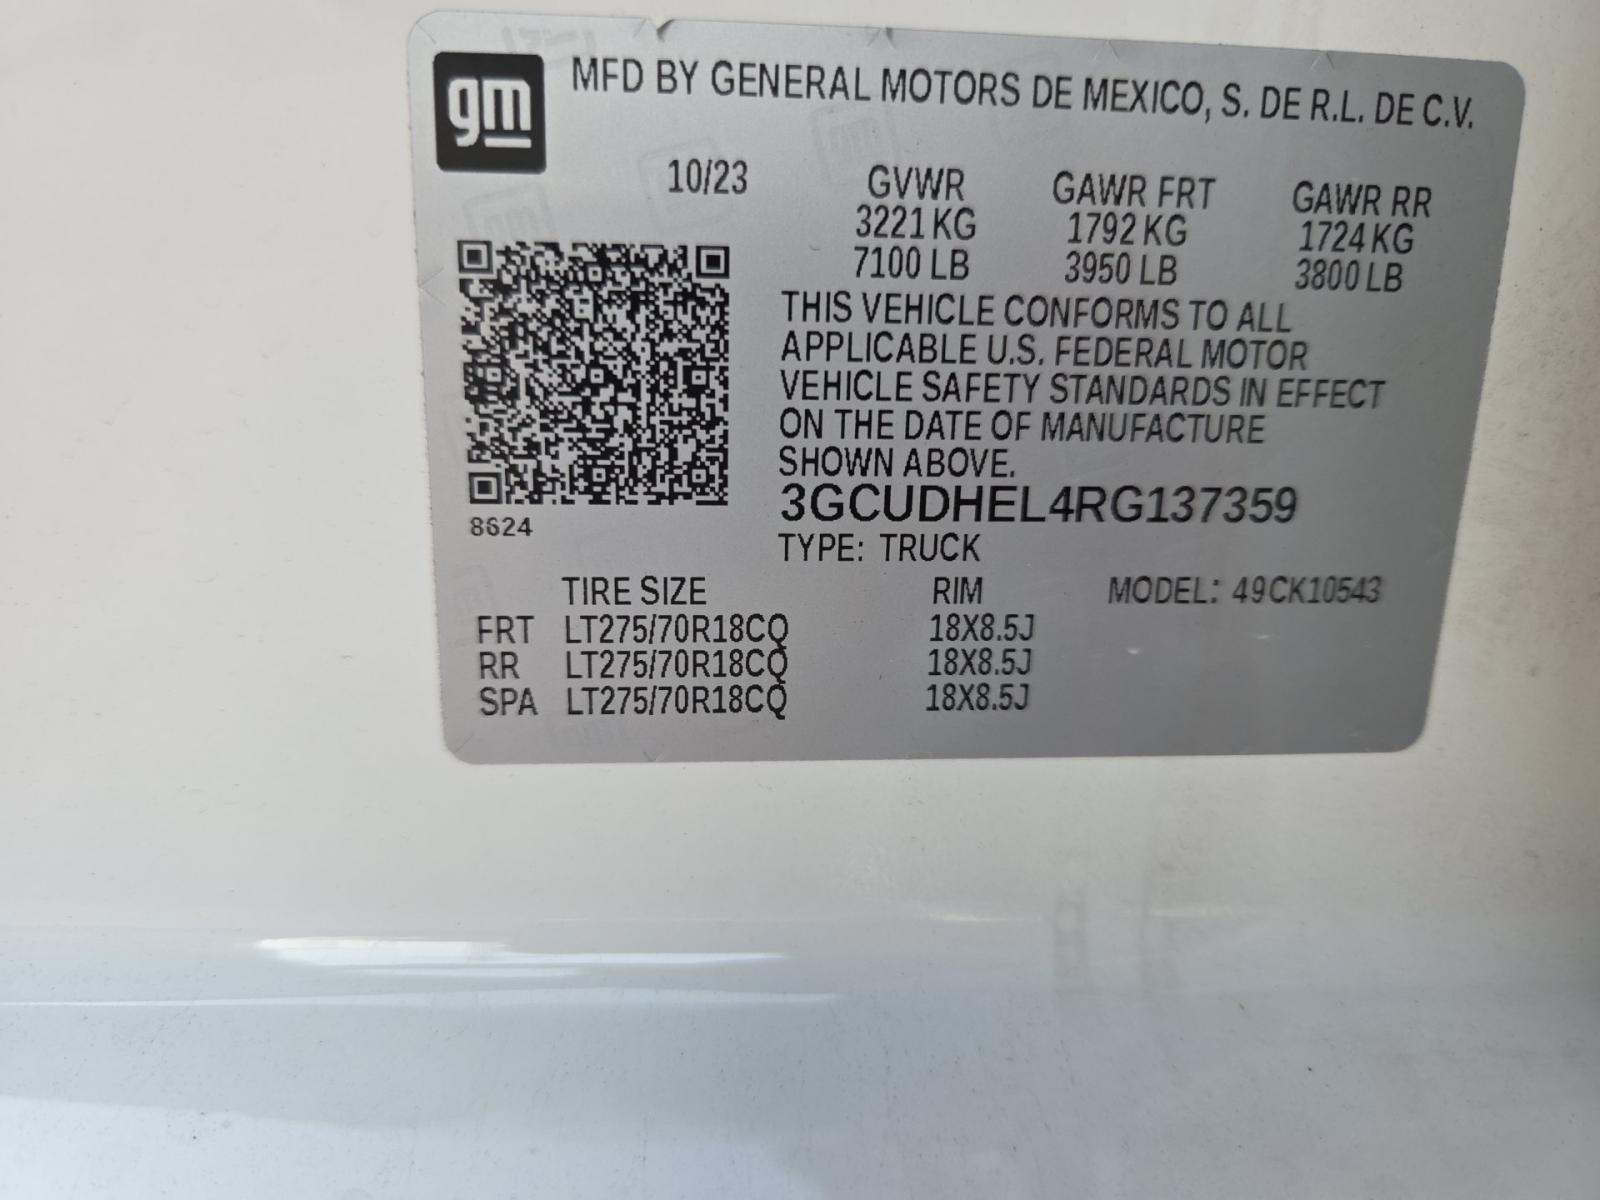 gm
MFD BY GENERAL MOTORS DE MEXICO, S. DE R.L. DE C.V.
10/23 GVWR GAWR FRT GAWR RR
3221 KG 1792 KG 1724 KG
7100 LB 3950 LB 3800 LB
THIS VEHICLE CONFORMS TO ALL
APPLICABLE U.S. FEDERAL MOTOR
VEHICLE SAFETY STANDARDS IN EFFECT
ON THE DATE OF MANUFACTURE
SHOWN ABOVE.
3GCUDHEL4RG137359
8624
TYPE: TRUCK
TIRE SIZE RIM MODEL: 49CK10543
FRT LT275/70R18CQ 18X8.5J
RR LT275/70R18CQ 18X8.5J
SPA LT275/70R18CQ 18X8.5J